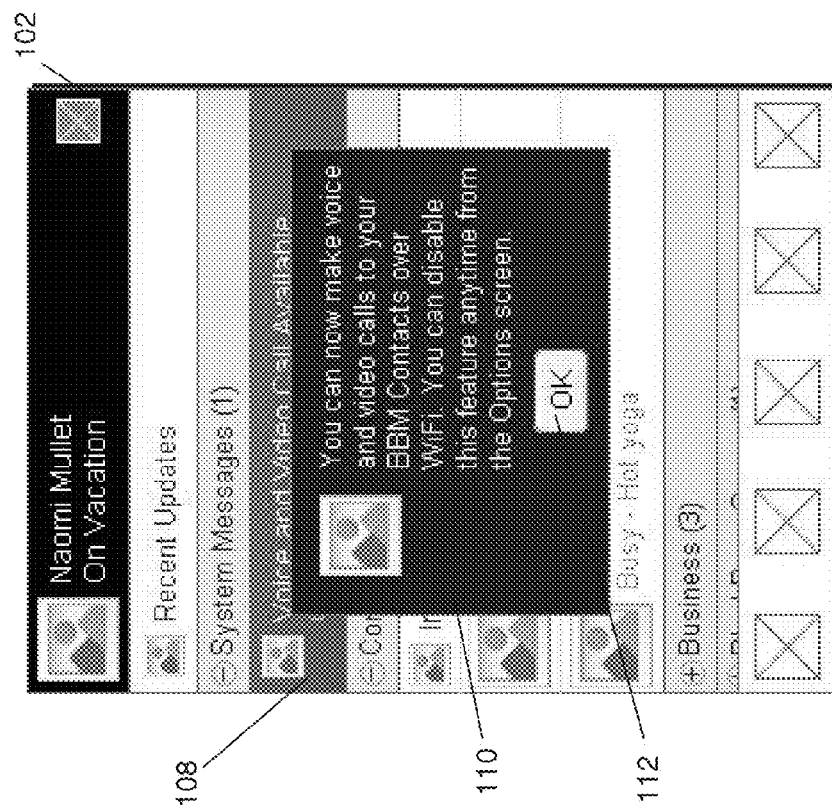 102
Naomi Mullet
On Vacation
Recent Updates
System Messages (1)
108
Voice and Video Call Available
You can now make voice
and video calls to your
BBM Contacts over
WiFi. You can disable
this feature anytime from
the Options screen.
OK
Con
In
110
112
Busy - Hot yoga
+ Business (3)